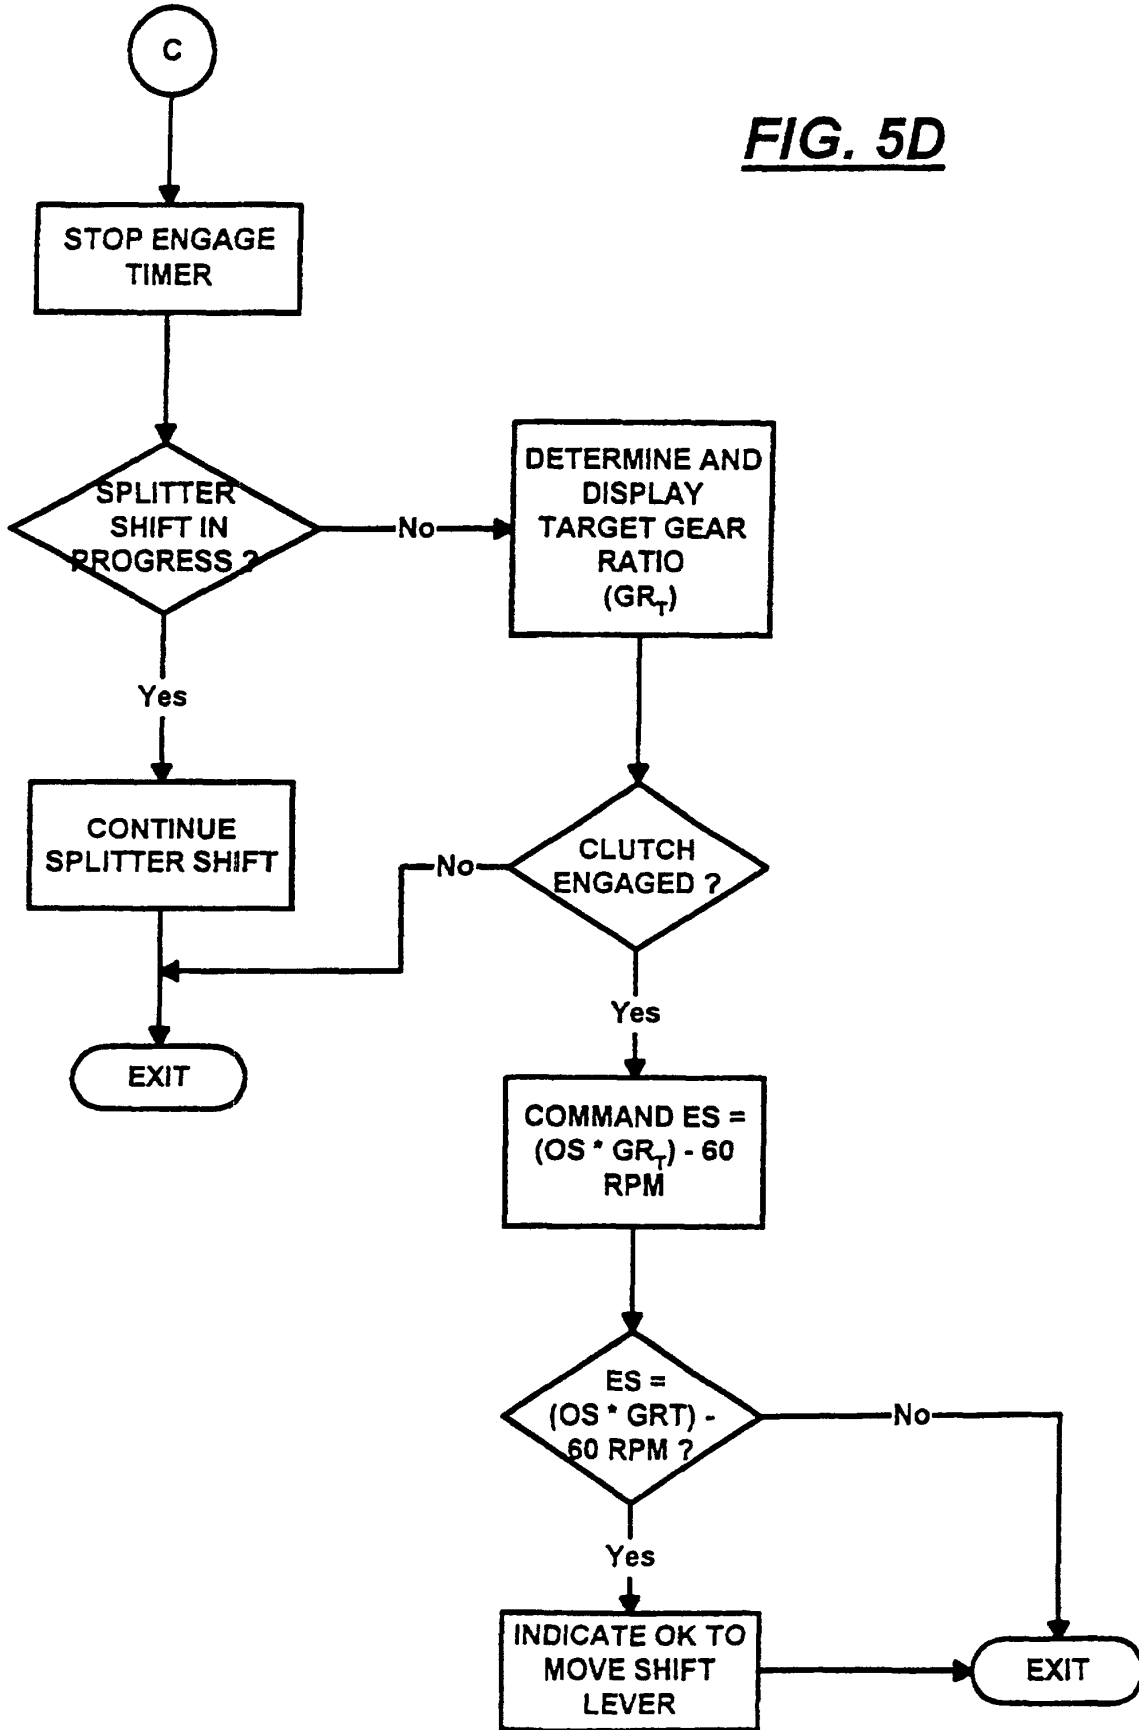 C
FIG. 5D
STOP ENGAGE
TIMER
SPLITTER
SHIFT IN
PROGRESS ?
No
DETERMINE AND
DISPLAY
TARGET GEAR
RATIO
(GR_T)
Yes
CONTINUE
SPLITTER SHIFT
No
CLUTCH
ENGAGED ?
EXIT
Yes
COMMAND ES =
(OS * GR_T) - 60
RPM
ES =
(OS * GRT) -
60 RPM ?
No
Yes
INDICATE OK TO
MOVE SHIFT
LEVER
EXIT